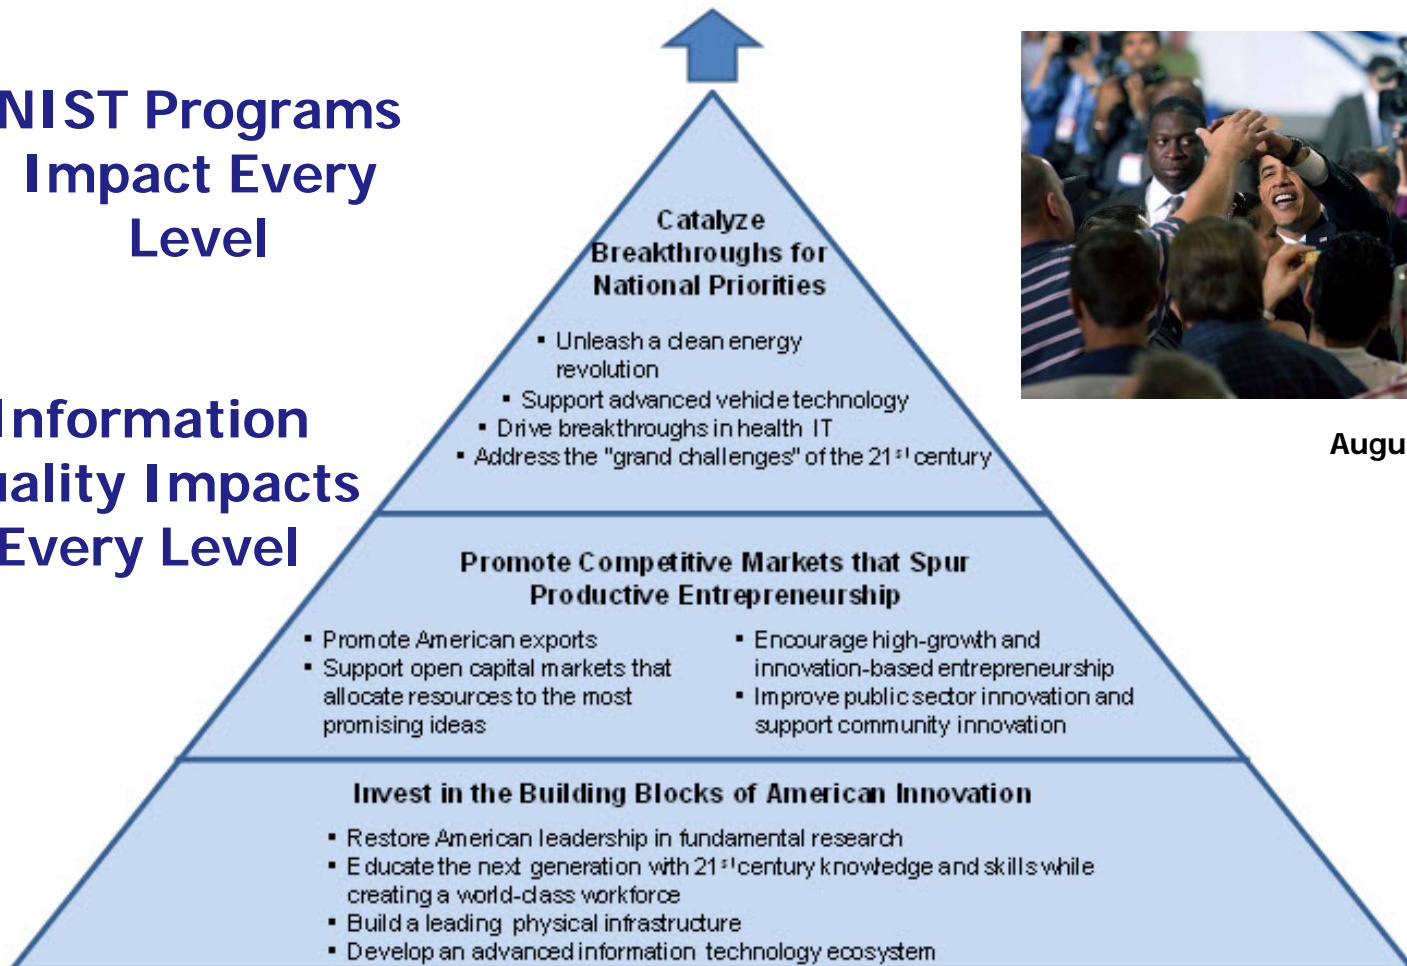 NIST Programs
Impact Every
Level
Information
uality Impacts
Every Level
Catalyze
Breakthroughs for
National Priorities
▪ Unleash a clean energy
revolution
▪ Support advanced vehicle technology
▪ Drive breakthroughs in health IT
▪ Address the "grand challenges" of the 21st century
Augu
Promote Competitive Markets that Spur
Productive Entrepreneurship
▪ Promote American exports
▪ Support open capital markets that
allocate resources to the most
promising ideas
▪ Encourage high-growth and
innovation-based entrepreneurship
▪ Improve public sector innovation and
support community innovation
Invest in the Building Blocks of American Innovation
▪ Restore American leadership in fundamental research
▪ Educate the next generation with 21st century knowledge and skills while
creating a world-class workforce
▪ Build a leading physical infrastructure
▪ Develop an advanced information technology ecosystem